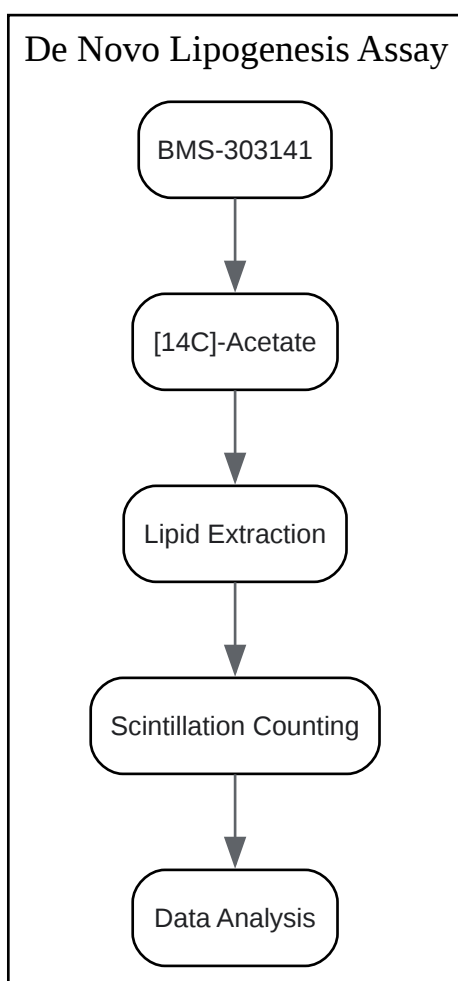 De Novo Lipogenesis Assay
BMS-303141
[14C]-Acetate
Lipid Extraction
Scintillation Counting
Data Analysis